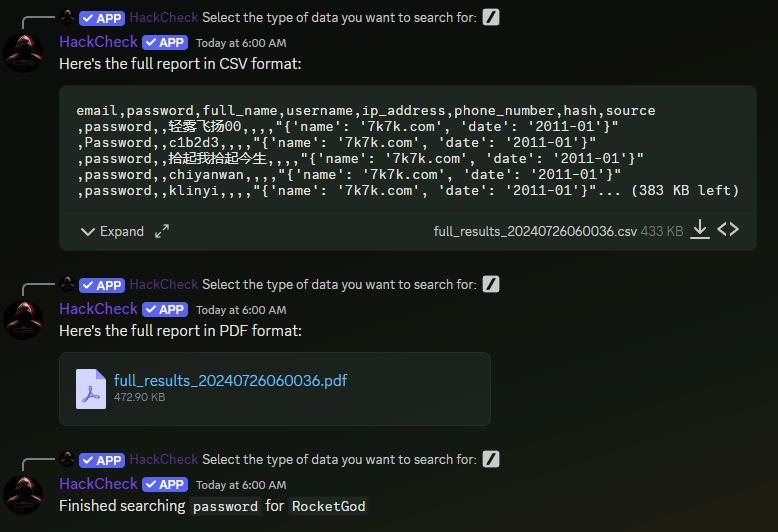 APP HackCheck Select the type of data you want to search for:
HackCheck APP Today at 6:00 AM
Here's the full report in CSV format:
email,password,full_name,username,ip_address,phone_number,hash,source
,password,,轻雾飞扬00,,,,"{'name': '7k7k.com', 'date': '2011-01'}"
,Password,,c1b2d3,,,,"{'name': '7k7k.com', 'date': '2011-01'}"
,password,,拾起我拾起今生,,,,"{'name': '7k7k.com', 'date': '2011-01'}"
,password,,chiyanwan,,,,"{'name': '7k7k.com', 'date': '2011-01'}"
,password,,klinyi,,,,"{'name': '7k7k.com', 'date': '2011-01'}"... (383 KB left)
Expand full_results_20240726060036.csv 433 KB
APP HackCheck Select the type of data you want to search for:
HackCheck APP Today at 6:00 AM
Here's the full report in PDF format:
full_results_20240726060036.pdf
472.90 KB
APP HackCheck Select the type of data you want to search for:
HackCheck APP Today at 6:00 AM
Finished searching password for RocketGod